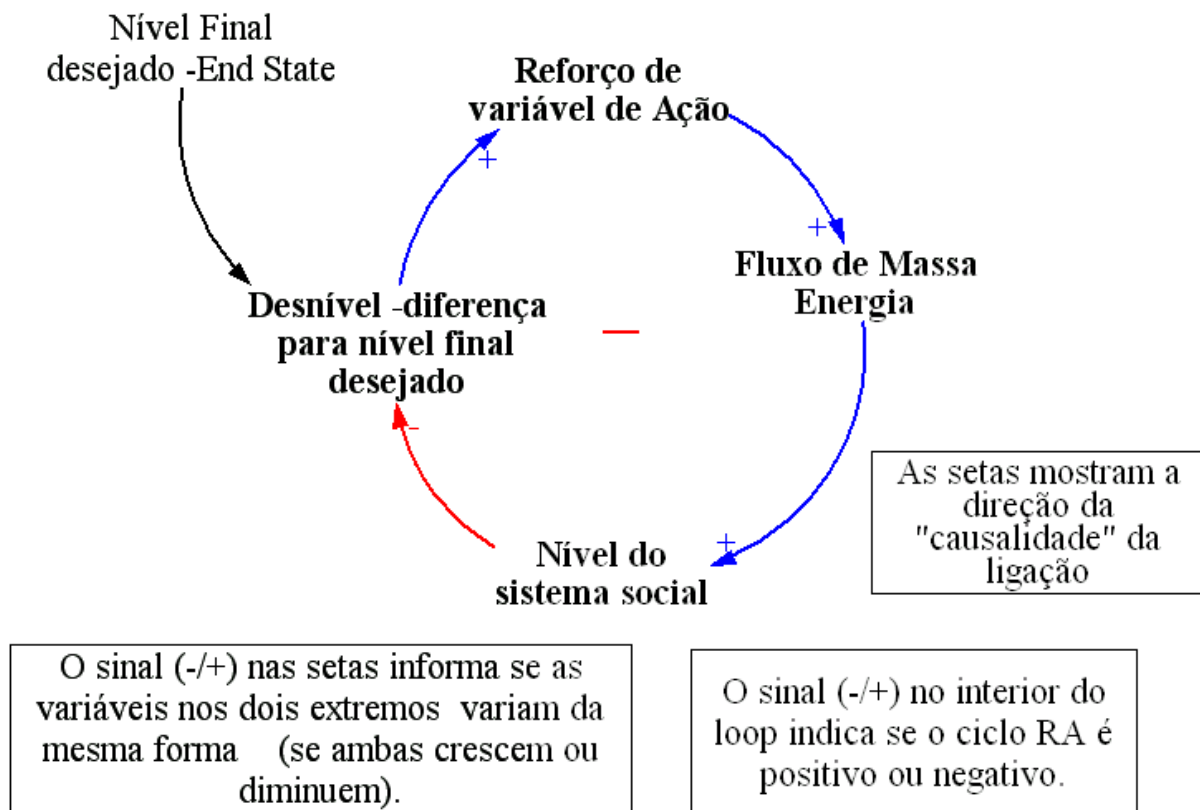 Nível Final
desejado -End State
Reforço de
variável de Ação
+
+
Fluxo de Massa
Energia
Desnível -diferença
para nível final
desejado
—
-
+
Nível do
sistema social
As setas mostram a
direção da
"causalidade" da
ligação
O sinal (-/+) nas setas informa se as
variáveis nos dois extremos variam da
mesma forma (se ambas crescem ou
diminuem).
O sinal (-/+) no interior do
loop indica se o ciclo RA é
positivo ou negativo.